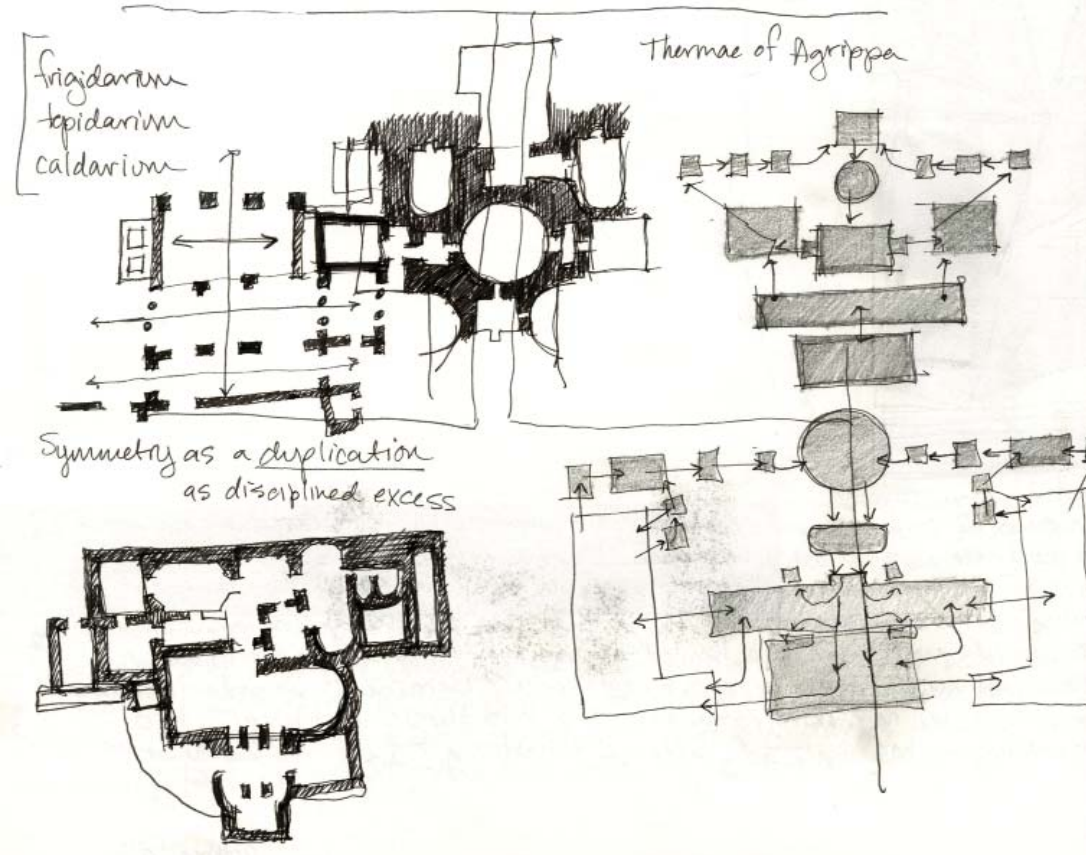 frigidarium
tepidarium
caldarium
Thermae of Agrippa
Symmetry as a duplication
as disciplined excess